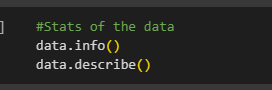 ]
#Stats of the data
data.info()
data.describe()